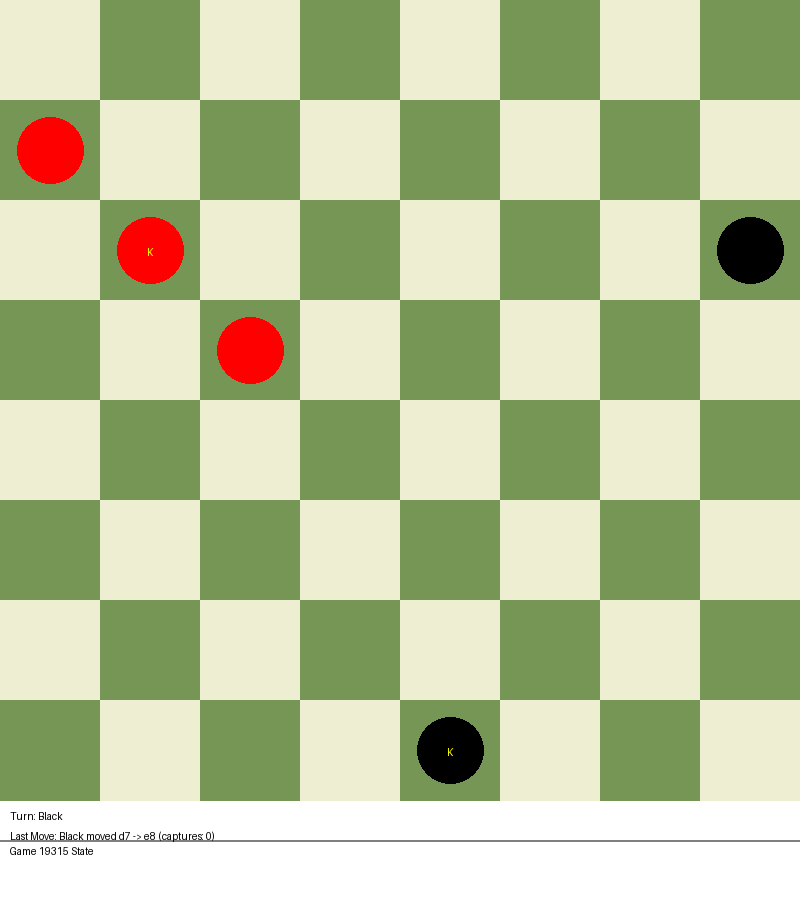 K
K
Turn: Black
Last Move: Black moved d7 -> e8 (captures: 0)
Game 19315 State